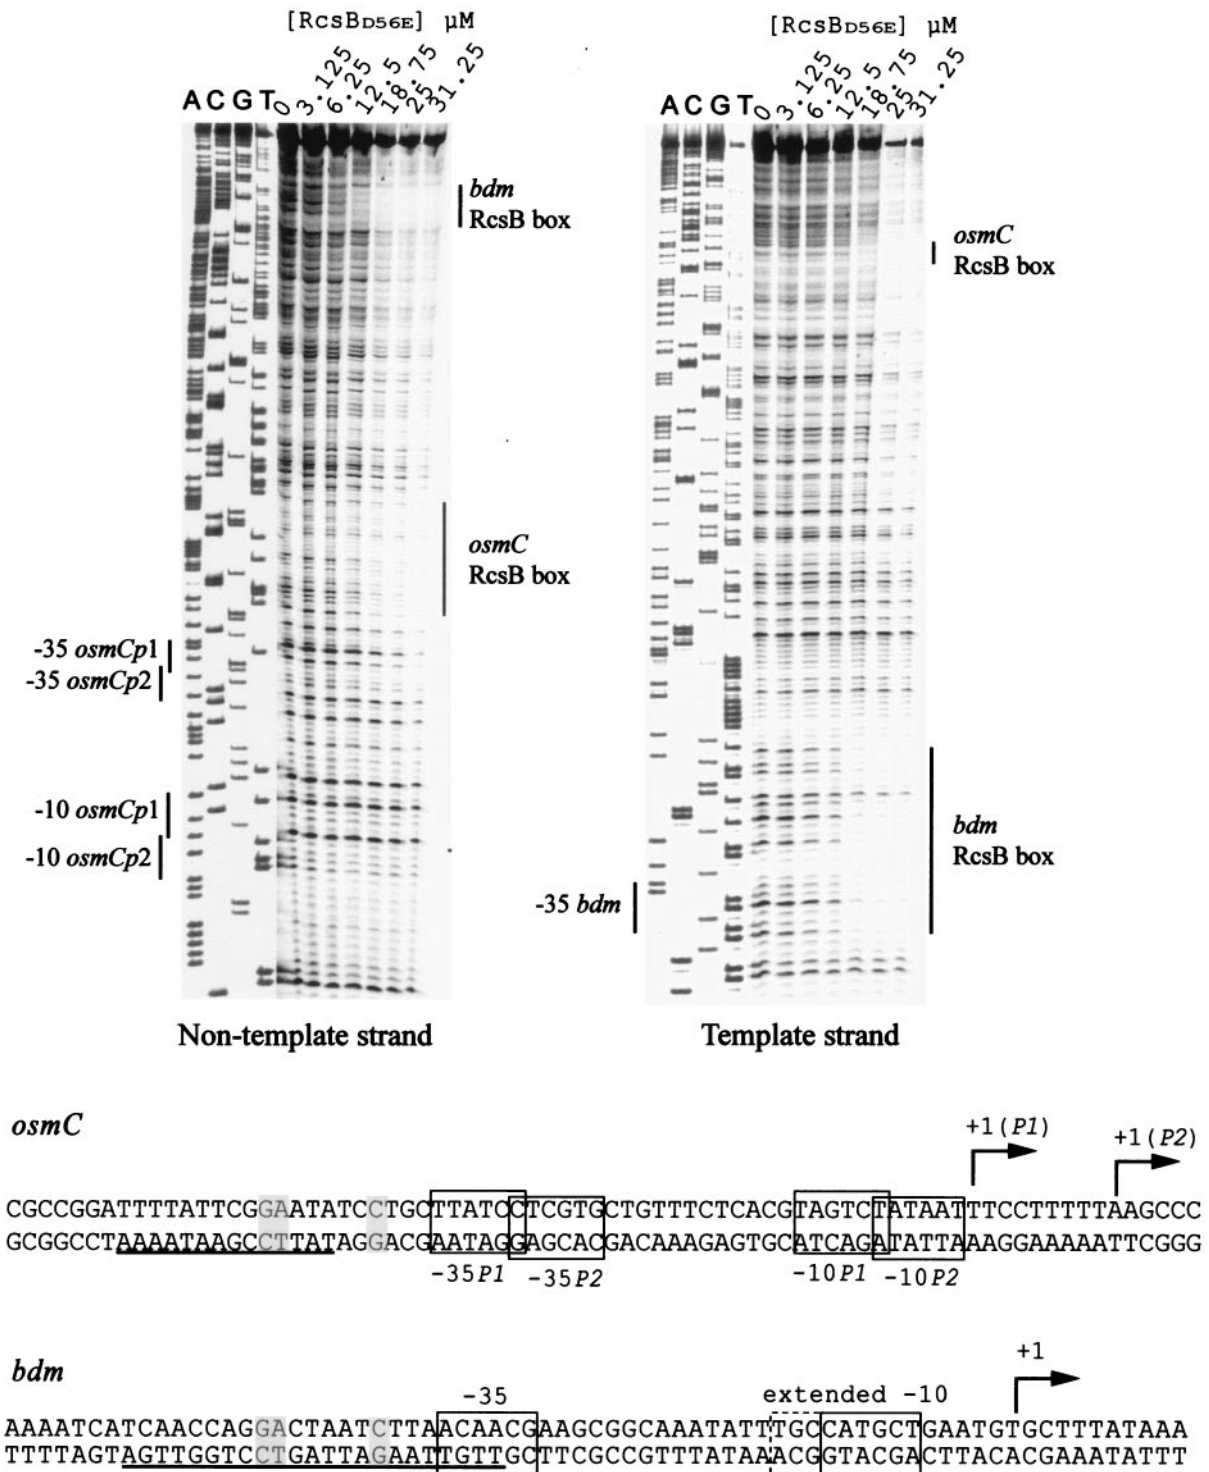 [RcsBD56E] µM
A C G T 0 3.125 6.25 12.5 18.75 25 31.25
bdm
RcsB box
osmC
RcsB box
-35 osmCp1
-35 osmCp2
-10 osmCp1
-10 osmCp2
Non-template strand
[RcsBD56E] µM
A C G T 0 3.125 6.25 12.5 18.75 25 31.25
osmC
RcsB box
bdm
RcsB box
-35 bdm
Template strand
osmC
+1(P1)
+1(P2)
CGCCGGATTTTATTCGGAATATCCTGCTTATCCTCGTGCTGTTTCTCACGTAGTCTATAATTTCCTTTTTAAGCCC
GCGGCCTAAAATAAGCCTTATAGGACGAATAGGAGCACGACAAAGAGTGCATCAGATATTAAAGGAAAAATTCGGG
-35P1 -35P2 -10P1 -10P2
bdm
+1
-35 extended -10
AAAATCATCAACCAGGACTAATCTTAACAACGAAGCGGCAAATATTTGCCATGCTGAATGTGCTTTATAAA
TTTTAGTAGTTGGTCCTGATTAGAATTGTTGCTTCGCCGTTTATAAACGGTACGACTTACACGAAATATTT